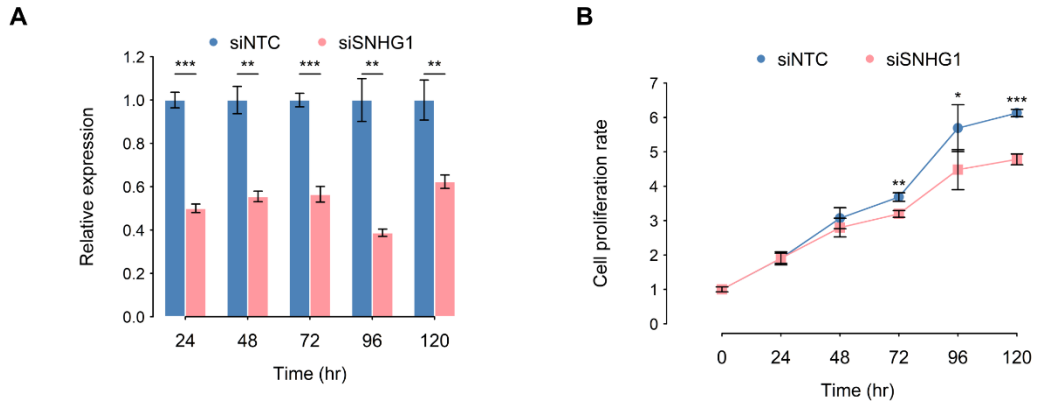 A
siNTC siSNHG1
Relative expression
1.2
1.0
0.8
0.6
0.4
0.2
0.0
*** ** *** ** **
24 48 72 96 120
Time (hr)
B
siNTC siSNHG1
Cell proliferation rate
7
6
5
4
3
2
1
0
** * ***
0 24 48 72 96 120
Time (hr)